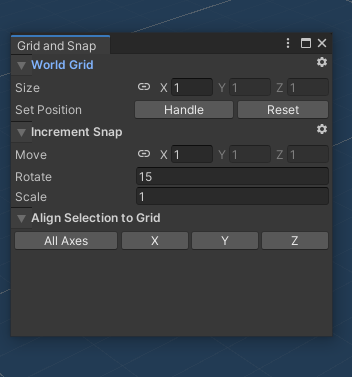 Grid and Snap
World Grid
Size X 1 Y 1 Z 1
Set Position Handle Reset
Increment Snap
Move X 1 Y 1 Z 1
Rotate 15
Scale 1
Align Selection to Grid
All Axes X Y Z